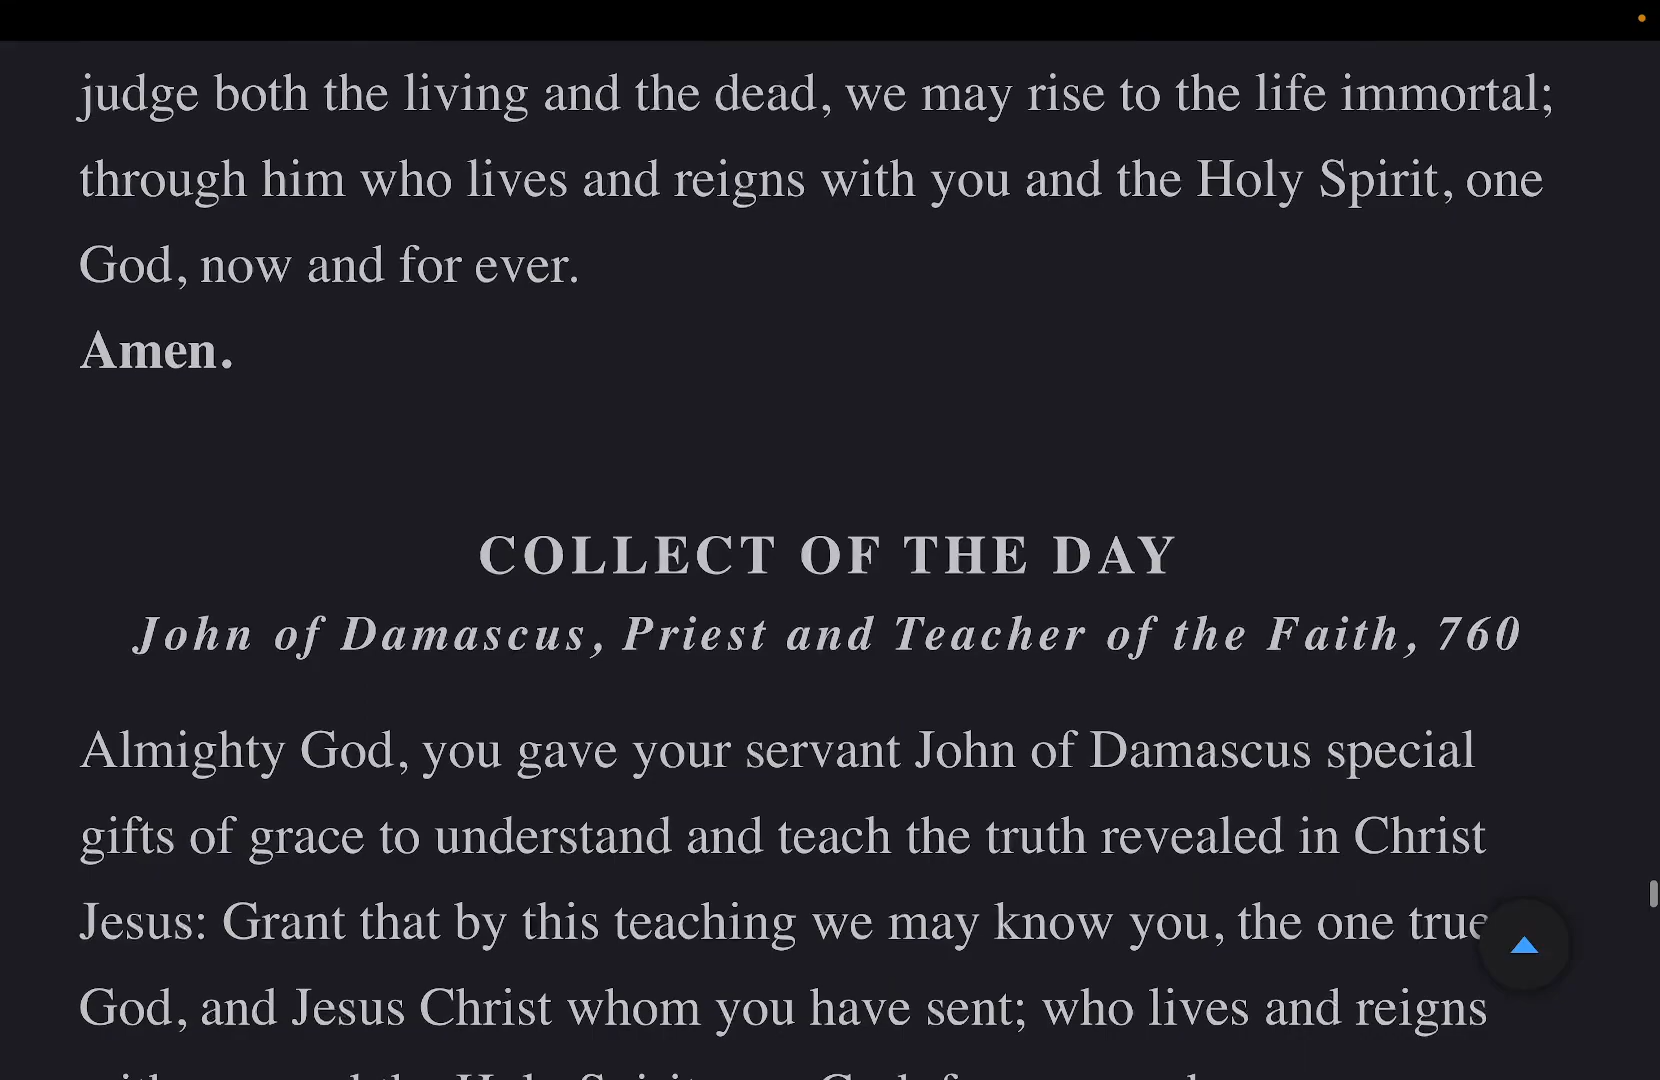 judge both the living and the dead, we may rise to the life immortal;
through him who lives and reigns with you and the Holy Spirit, one
God, now and for ever.
Amen.
COLLECT OF THE DAY
John of Damascus, Priest and Teacher of the Faith, 760
Almighty God, you gave your servant John of Damascus special
gifts of grace to understand and teach the truth revealed in Christ
Jesus: Grant that by this teaching we may know you, the one true
God, and Jesus Christ whom you have sent; who lives and reigns